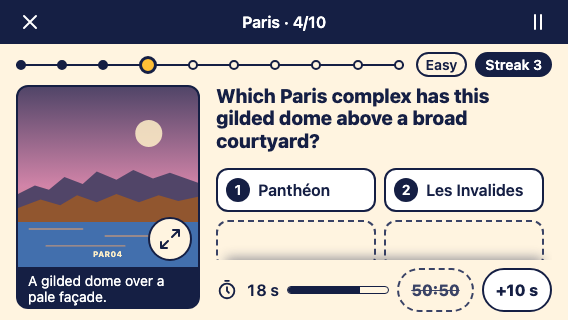 Paris · 4/10
Easy
Streak 3
Which Paris complex has this
gilded dome above a broad
courtyard?
1 Panthéon
2 Les Invalides
PAR04
A gilded dome over a
pale façade.
18 s
50:50
+10 s